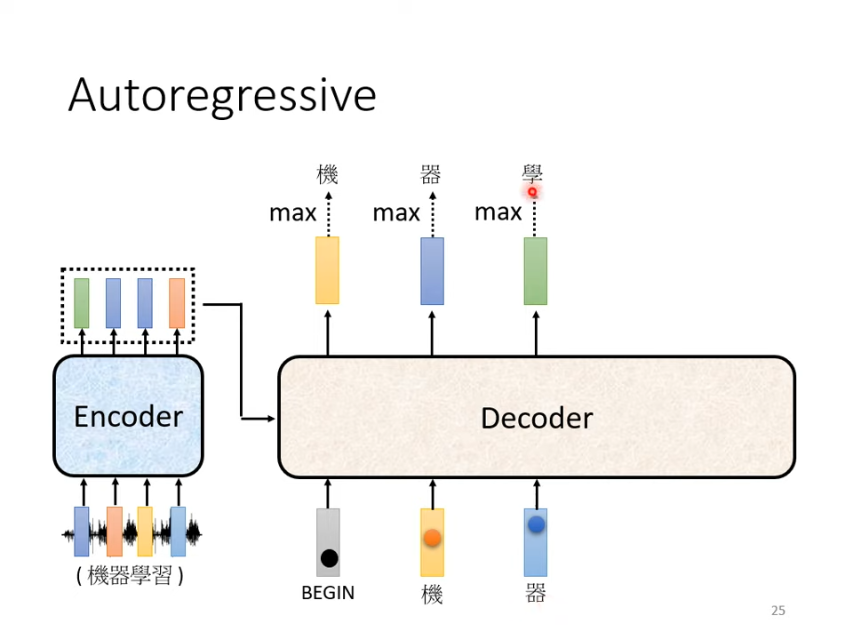 Autoregressive
機 器 學
max max max
Encoder
Decoder
(機器學習)
BEGIN 機 器
25